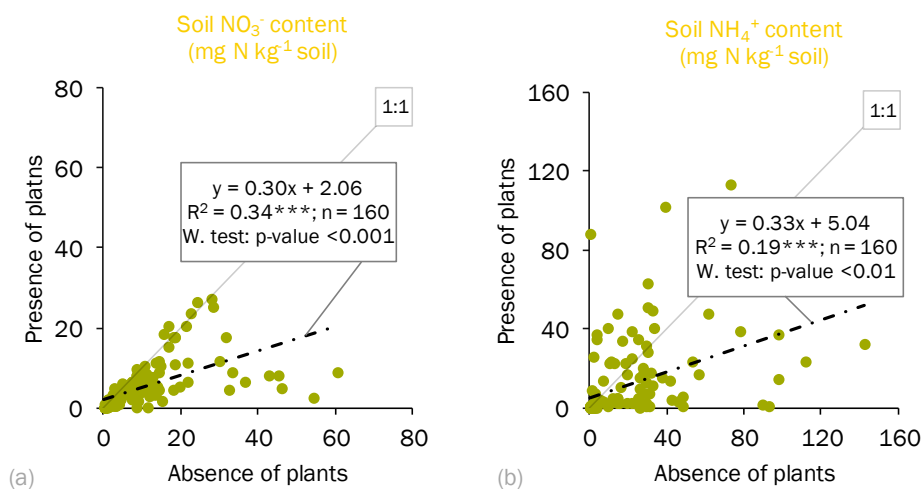 Soil NO₃⁻ content
(mg N kg⁻¹ soil)
80
60
40
20
0
Presence of platns
1:1
y = 0.30x + 2.06
R² = 0.34***; n = 160
W. test: p-value <0.001
0 20 40 60 80
Absence of plants
(a)
Soil NH₄⁺ content
(mg N kg⁻¹ soil)
160
120
80
40
0
Presence of platns
1:1
y = 0.33x + 5.04
R² = 0.19***; n = 160
W. test: p-value <0.01
0 40 80 120 160
Absence of plants
(b)